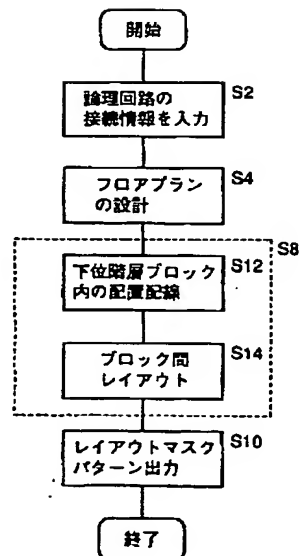 開始
論理回路の
接続情報を入力
S2
フロアプラン
の設計
S4
S8
下位階層ブロック
内の配置配線
S12
ブロック間
レイアウト
S14
レイアウトマスク
パターン出力
S10
終了